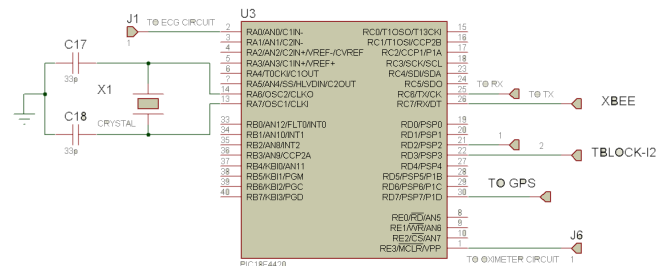 U3
J1
TO ECG CIRCUIT
1
2 RA0/AN0/C1IN- RC0/T1OSO/T13CKI 15
3 RA1/AN1/C2IN- RC1/T1OSI/CCP2B 16
4 RA2/AN2/C2IN+/VREF-/CVREF RC2/CCP1/P1A 17
5 RA3/AN3/C1IN+/VREF+ RC3/SCK/SCL 18
6 RA4/T0CKI/C1OUT RC4/SDI/SDA 23
7 RA5/AN4/SS/HLVDIN/C2OUT RC5/SDO 24
14 RA6/OSC2/CLKO RC6/TX/CK 25
13 RA7/OSC1/CLKI RC7/RX/DT 26
TO RX
TO TX
XBEE
C17
33p
X1
CRYSTAL
C18
33p
33 RB0/AN12/FLT0/INT0 RD0/PSP0 19
34 RB1/AN10/INT1 RD1/PSP1 20
35 RB2/AN8/INT2 RD2/PSP2 21
36 RB3/AN9/CCP2A RD3/PSP3 22
37 RB4/KBI0/AN11 RD4/PSP4 27
38 RB5/KBI1/PGM RD5/PSP5/P1B 28
39 RB6/KBI2/PGC RD6/PSP6/P1C 29
40 RB7/KBI3/PGD RD7/PSP7/P1D 30
1
2
TBLOCK-I2
TO GPS
RE0/RD/AN5 8
RE1/WR/AN6 9
RE2/CS/AN7 10
RE3/MCLR/VPP 1
J6
TO OXIMETER CIRCUIT
1
PIC18F4420